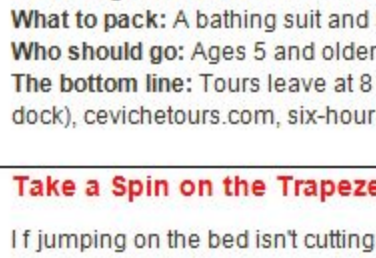 What to pack: A bathing suit and
Who should go: Ages 5 and older
The bottom line: Tours leave at 8
dock), cevichetours.com, six-hour
Take a Spin on the Trapeze
I f jumping on the bed isn't cutting